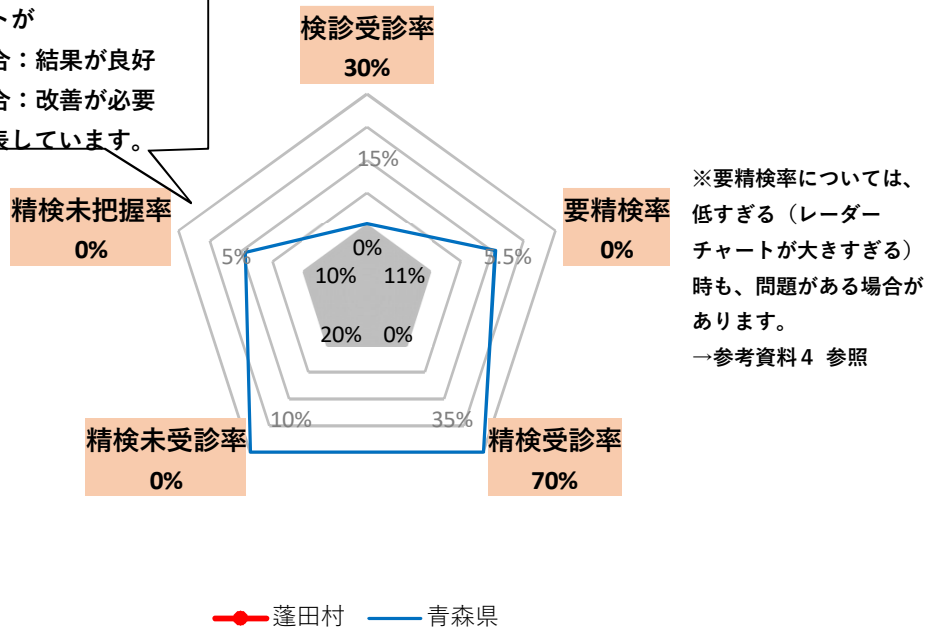 トが
合：結果が良好
合：改善が必要
表しています。
検診受診率
30%
15%
精検未把握率
0%
要精検率
0%
※要精検率については、
低すぎる（レーダー
チャートが大きすぎる）
時も、問題がある場合が
あります。
→参考資料４ 参照
5%
0%
5.5%
10%
11%
20%
0%
10%
35%
精検未受診率
0%
精検受診率
70%
蓬田村
青森県